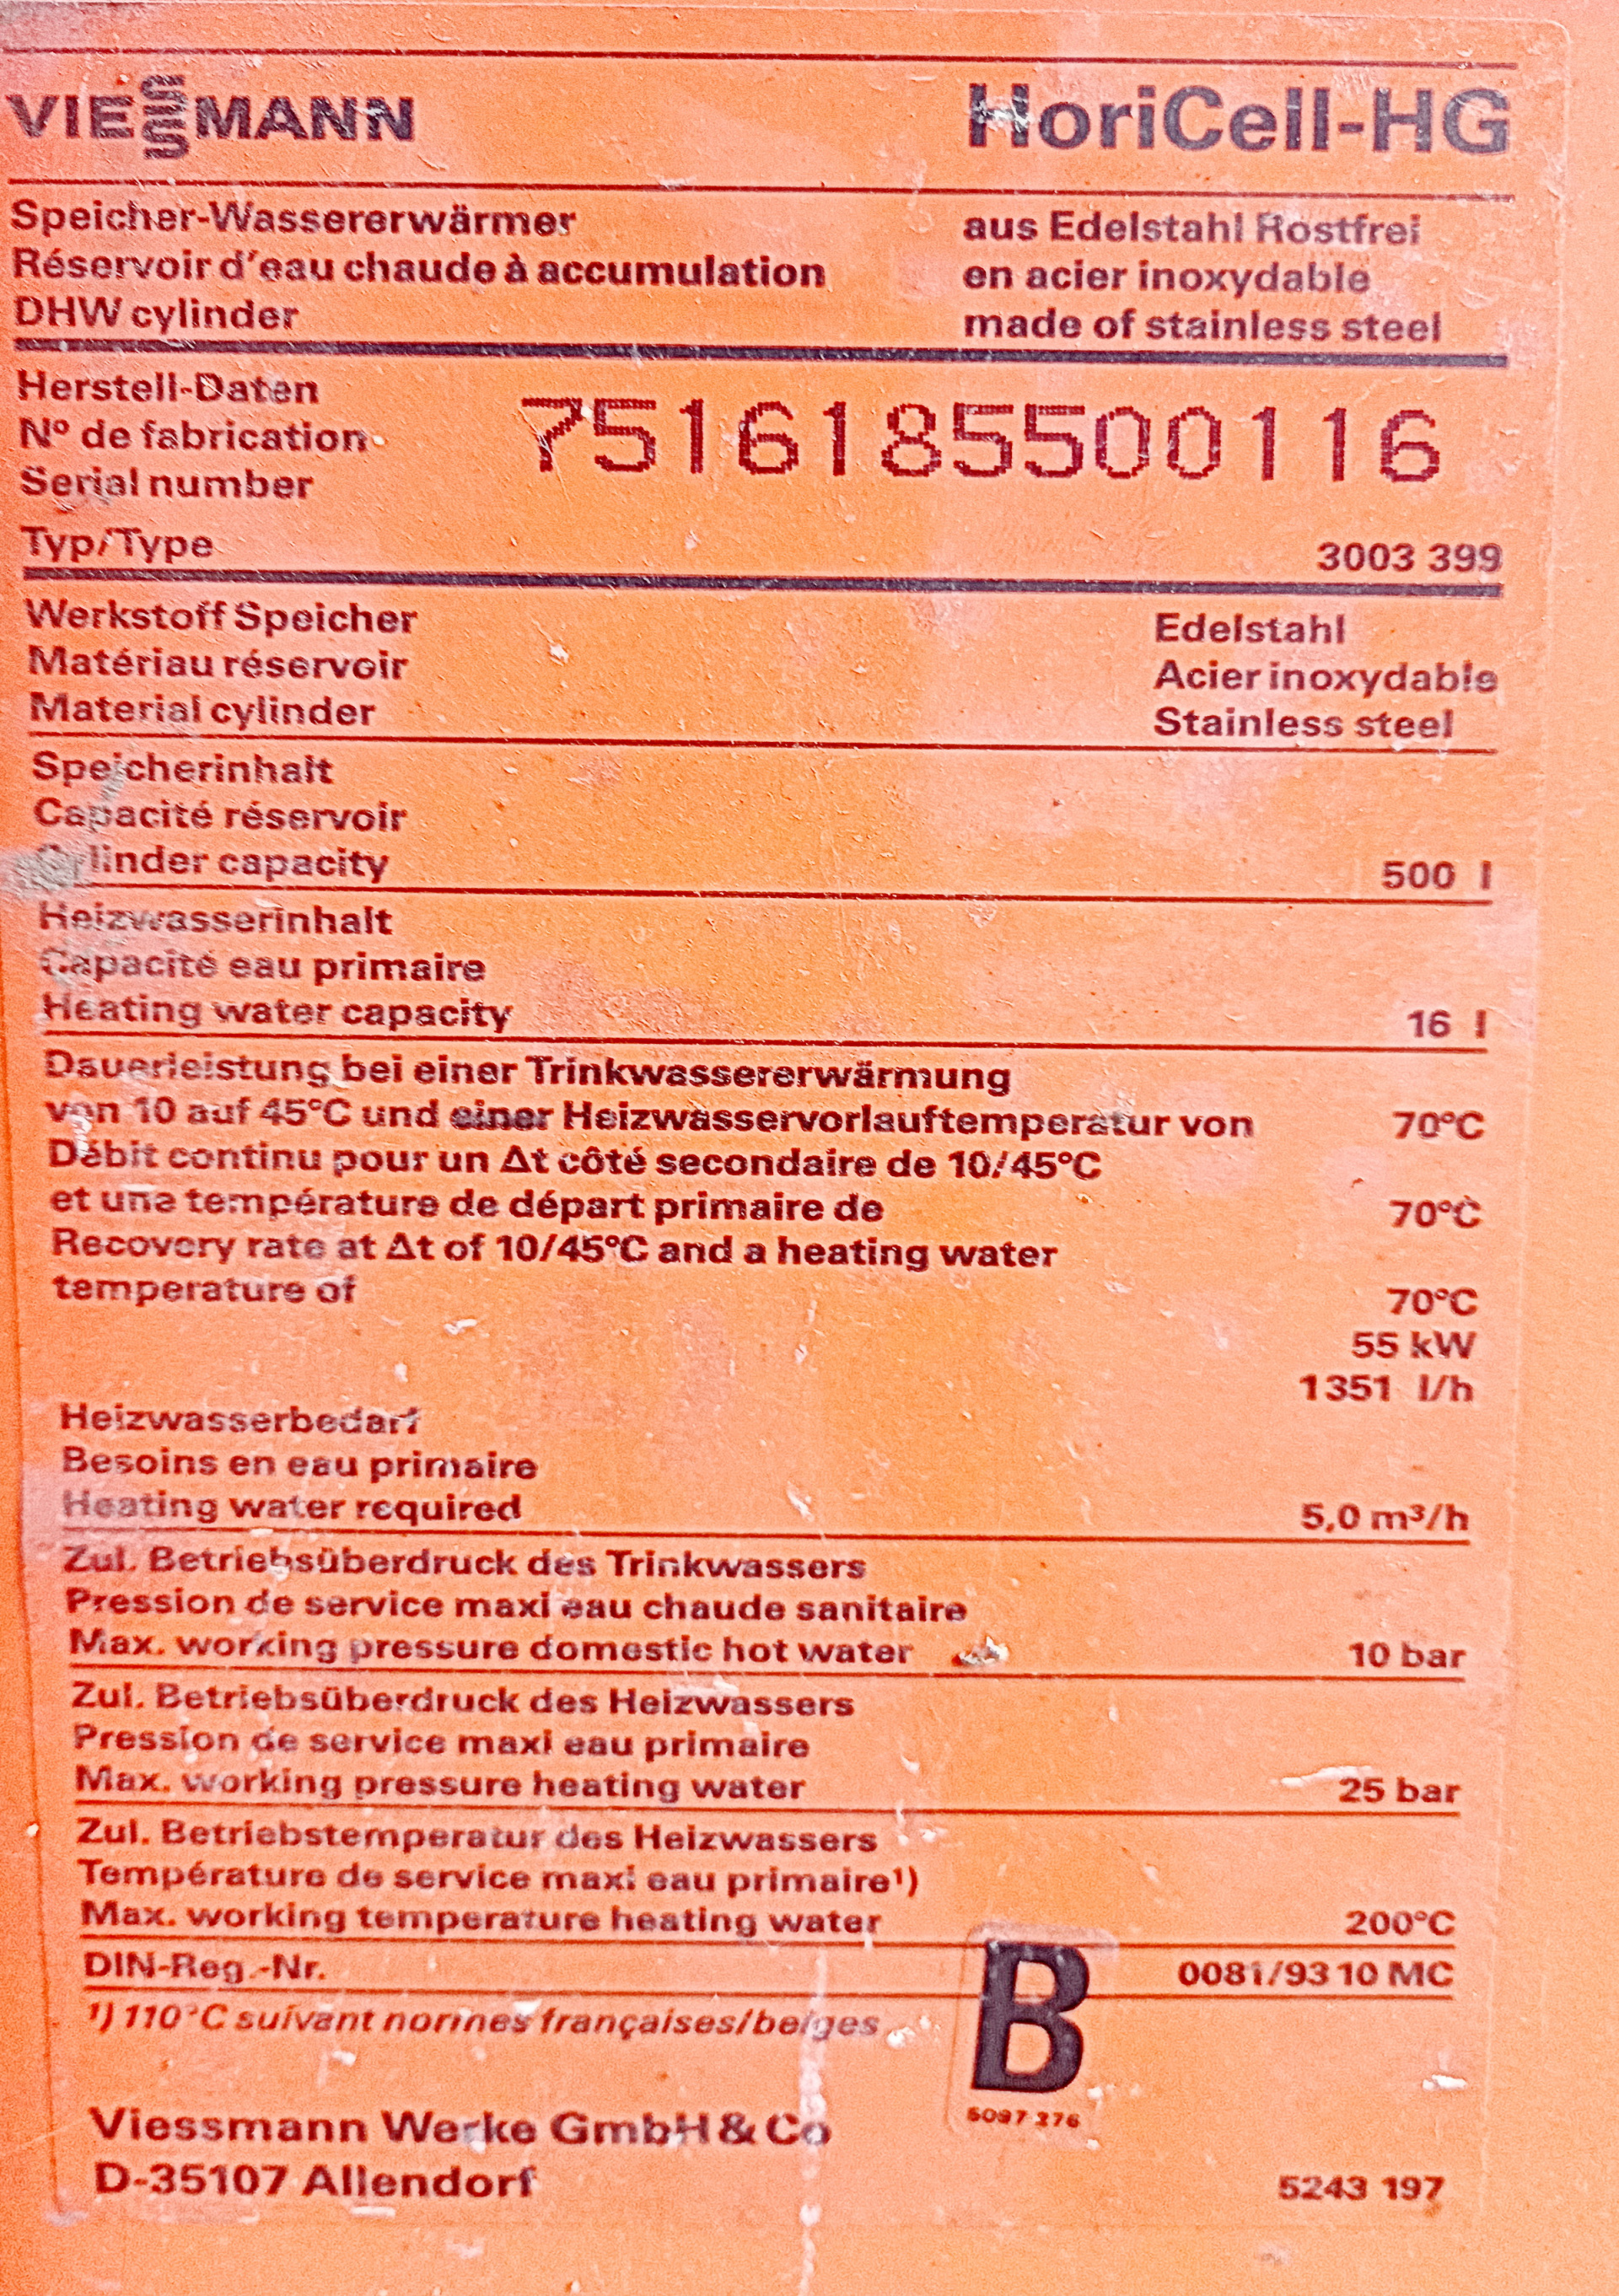 VIESSMANN HoriCell-HG
Speicher-Wassererwärmer aus Edelstahl Rostfrei
Réservoir d'eau chaude à accumulation en acier inoxydable
DHW cylinder made of stainless steel
Herstell-Daten
N° de fabrication 7516185500116
Serial number
Typ/Type 3003 399
Werkstoff Speicher Edelstahl
Matériau réservoir Acier inoxydable
Material cylinder Stainless steel
Speicherinhalt
Capacité réservoir
Cylinder capacity 500 l
Heizwasserinhalt
Capacité eau primaire
Heating water capacity 16 l
Dauerleistung bei einer Trinkwassererwärmung
von 10 auf 45°C und einer Heizwasservorlauftemperatur von 70°C
Débit continu pour un Δt côté secondaire de 10/45°C
et une température de départ primaire de 70°C
Recovery rate at Δt of 10/45°C and a heating water
temperature of 70°C
55 kW
1351 l/h
Heizwasserbedarf
Besoins en eau primaire
Heating water required 5,0 m³/h
Zul. Betriebsüberdruck des Trinkwassers
Pression de service maxi eau chaude sanitaire
Max. working pressure domestic hot water 10 bar
Zul. Betriebsüberdruck des Heizwassers
Pression de service maxi eau primaire
Max. working pressure heating water 25 bar
Zul. Betriebstemperatur des Heizwassers
Température de service maxi eau primaire¹)
Max. working temperature heating water 200°C
DIN-Reg.-Nr. 0081/93 10 MC
¹) 110°C suivant normes françaises/belges
B
5097 376
Viessmann Werke GmbH & Co
D-35107 Allendorf 5243 197